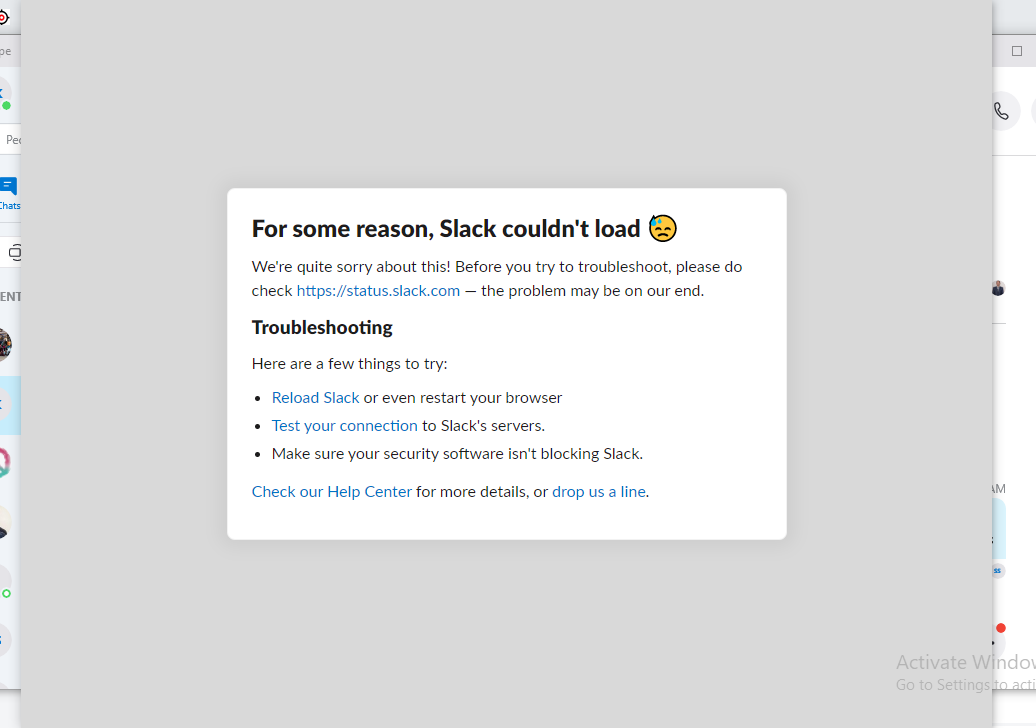 For some reason, Slack couldn't load 😓
We're quite sorry about this! Before you try to troubleshoot, please do
check https://status.slack.com — the problem may be on our end.
Troubleshooting
Here are a few things to try:
• Reload Slack or even restart your browser
• Test your connection to Slack's servers.
• Make sure your security software isn't blocking Slack.
Check our Help Center for more details, or drop us a line.
Chats
AM
Activate Window
Go to Settings to acti